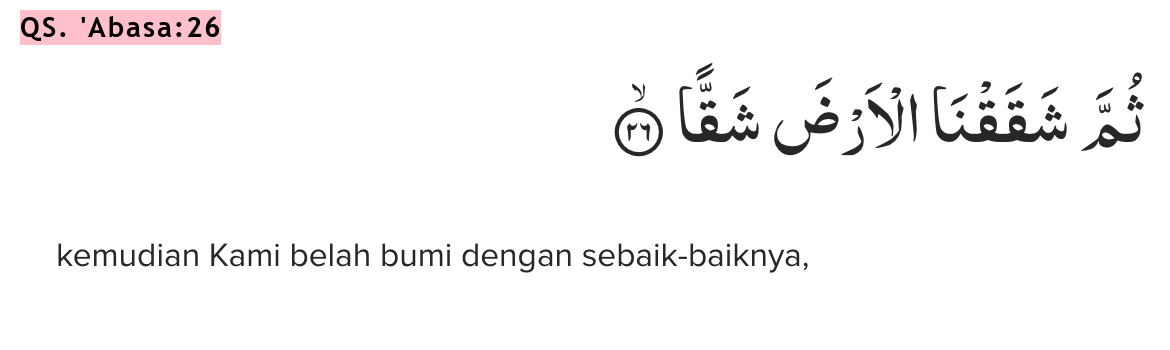 QS. 'Abasa:26
ثُمَّ شَقَقْنَا الْاَرْضَ شَقًّاۙ ٢٦
kemudian Kami belah bumi dengan sebaik-baiknya,